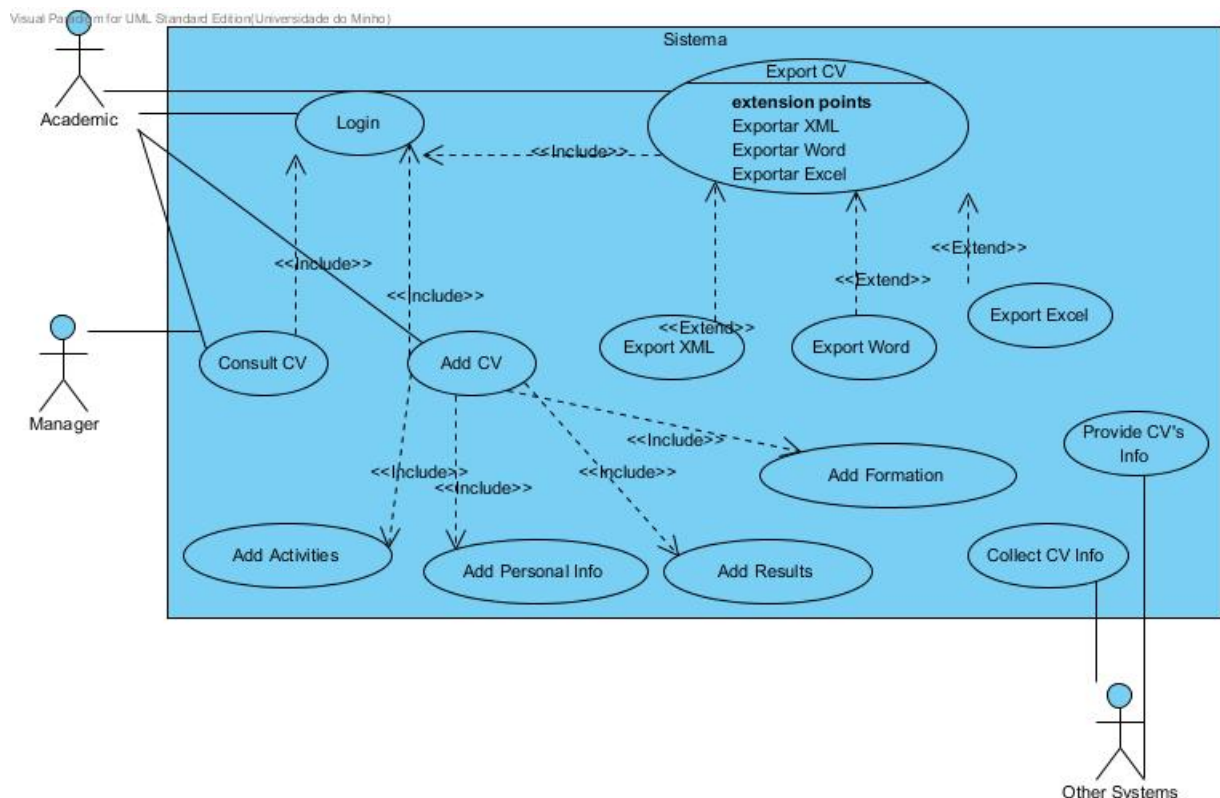 Visual Paradigm for UML Standard Edition(Universidade do Minho)
Sistema
Academic
Login
Export CV
extension points
Exportar XML
Exportar Word
Exportar Excel
<<Include>>
<<Include>>
<<Include>>
<<Extend>>
<<Extend>>
<<Extend>>
Export Excel
Export XML
Export Word
Manager
Consult CV
Add CV
Provide CV's
Info
<<Include>>
<<Include>>
<<Include>>
<<Include>>
Add Formation
Add Activities
Add Personal Info
Add Results
Collect CV Info
Other Systems